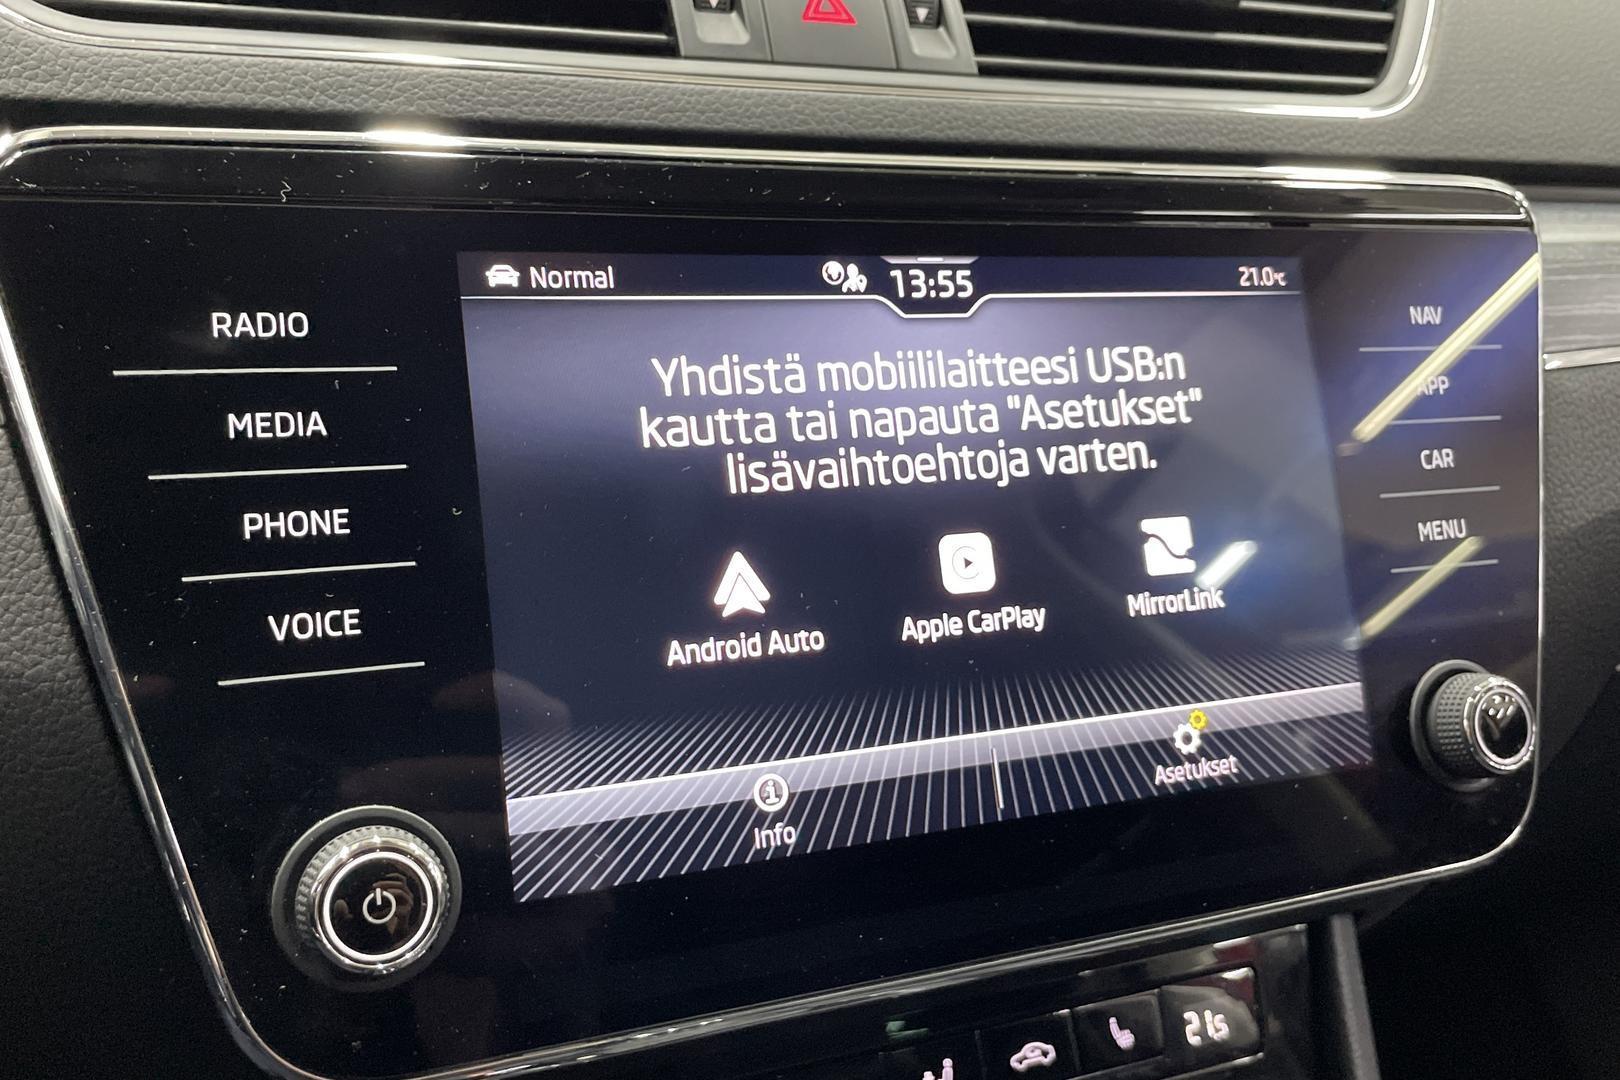 Normal
13:55
21.0°C
RADIO
MEDIA
PHONE
VOICE
Yhdistä mobiililaitteesi USB:n
kautta tai napauta "Asetukset"
lisävaihtoehtoja varten.
Android Auto
Apple CarPlay
MirrorLink
Info
Asetukset
NAV
APP
CAR
MENU